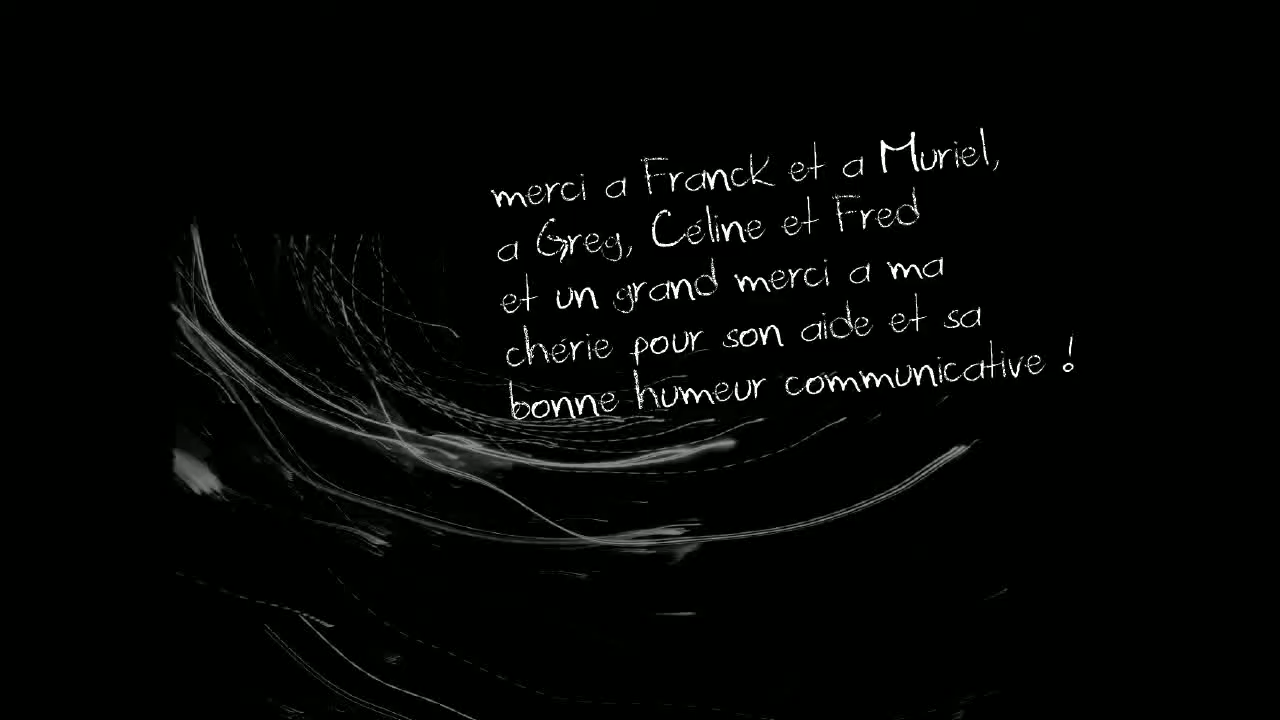 merci a Franck et a Muriel,
a Greg, Céline et Fred
et un grand merci a ma
chérie pour son aide et sa
bonne humeur communicative !